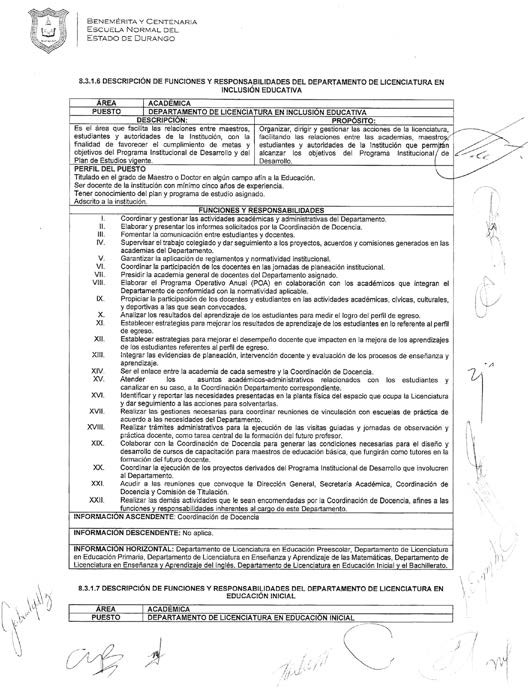 BENEMÉRITA Y CENTENARIA
ESCUELA NORMAL DEL
ESTADO DE DURANGO
8.3.1.6 DESCRIPCIÓN DE FUNCIONES Y RESPONSABILIDADES DEL DEPARTAMENTO DE LICENCIATURA EN
INCLUSIÓN EDUCATIVA
ÁREA ACADÉMICA
PUESTO DEPARTAMENTO DE LICENCIATURA EN INCLUSIÓN EDUCATIVA
DESCRIPCIÓN:
Es el área que facilita las relaciones entre maestros,
estudiantes y autoridades de la Institución, con la
finalidad de favorecer el cumplimiento de metas y
objetivos del Programa Institucional de Desarrollo y del
Plan de Estudios vigente.
PROPÓSITO:
Organizar, dirigir y gestionar las acciones de la licenciatura,
facilitando las relaciones entre las academias, maestros,
estudiantes y autoridades de la Institución que permitan
alcanzar los objetivos del Programa Institucional de
Desarrollo.
PERFIL DEL PUESTO
Titulado en el grado de Maestro o Doctor en algún campo afín a la Educación.
Ser docente de la institución con mínimo cinco años de experiencia.
Tener conocimiento del plan y programa de estudio asignado.
Adscrito a la institución.
FUNCIONES Y RESPONSABILIDADES
I. Coordinar y gestionar las actividades académicas y administrativas del Departamento.
II. Elaborar y presentar los informes solicitados por la Coordinación de Docencia.
III. Fomentar la comunicación entre estudiantes y docentes.
IV. Supervisar el trabajo colegiado y dar seguimiento a los proyectos, acuerdos y comisiones generados en las
academias del Departamento.
V. Garantizar la aplicación de reglamentos y normatividad institucional.
VI. Coordinar la participación de los docentes en las jornadas de planeación institucional.
VII. Presidir la academia general de docentes del Departamento asignado.
VIII. Elaborar el Programa Operativo Anual (POA) en colaboración con los académicos que integran el
Departamento de conformidad con la normatividad aplicable.
IX. Propiciar la participación de los docentes y estudiantes en las actividades académicas, cívicas, culturales,
y deportivas a las que sean convocados.
X. Analizar los resultados del aprendizaje de los estudiantes para medir el logro del perfil de egreso.
XI. Establecer estrategias para mejorar los resultados de aprendizaje de los estudiantes en lo referente al perfil
de egreso.
XII. Establecer estrategias para mejorar el desempeño docente que impacten en la mejora de los aprendizajes
de los estudiantes referentes al perfil de egreso.
XIII. Integrar las evidencias de planeación, intervención docente y evaluación de los procesos de enseñanza y
aprendizaje.
XIV. Ser el enlace entre la academia de cada semestre y la Coordinación de Docencia.
XV. Atender los asuntos académicos-administrativos relacionados con los estudiantes y
canalizar en su caso, a la Coordinación Departamento correspondiente.
XVI. Identificar y reportar las necesidades presentadas en la planta física del espacio que ocupa la Licenciatura
y dar seguimiento a las acciones para solventarlas.
XVII. Realizar las gestiones necesarias para coordinar reuniones de vinculación con escuelas de práctica de
acuerdo a las necesidades del Departamento.
XVIII. Realizar trámites administrativos para la ejecución de las visitas guiadas y jornadas de observación y
práctica docente, como tarea central de la formación del futuro profesor.
XIX. Colaborar con la Coordinación de Docencia para generar las condiciones necesarias para el diseño y
desarrollo de cursos de capacitación para maestros de educación básica, que fungirán como tutores en la
formación del futuro docente.
XX. Coordinar la ejecución de los proyectos derivados del Programa Institucional de Desarrollo que involucren
al Departamento.
XXI. Acudir a las reuniones que convoque la Dirección General, Secretaría Académica, Coordinación de
Docencia y Comisión de Titulación.
XXII. Realizar las demás actividades que le sean encomendadas por la Coordinación de Docencia, afines a las
funciones y responsabilidades inherentes al cargo de este Departamento.
INFORMACIÓN ASCENDENTE: Coordinación de Docencia
INFORMACIÓN DESCENDENTE: No aplica.
INFORMACIÓN HORIZONTAL: Departamento de Licenciatura en Educación Preescolar, Departamento de Licenciatura
en Educación Primaria, Departamento de Licenciatura en Enseñanza y Aprendizaje de las Matemáticas, Departamento de
Licenciatura en Enseñanza y Aprendizaje del Inglés, Departamento de Licenciatura en Educación Inicial y el Bachillerato.
8.3.1.7 DESCRIPCIÓN DE FUNCIONES Y RESPONSABILIDADES DEL DEPARTAMENTO DE LICENCIATURA EN
EDUCACIÓN INICIAL
ÁREA ACADÉMICA
PUESTO DEPARTAMENTO DE LICENCIATURA EN EDUCACIÓN INICIAL